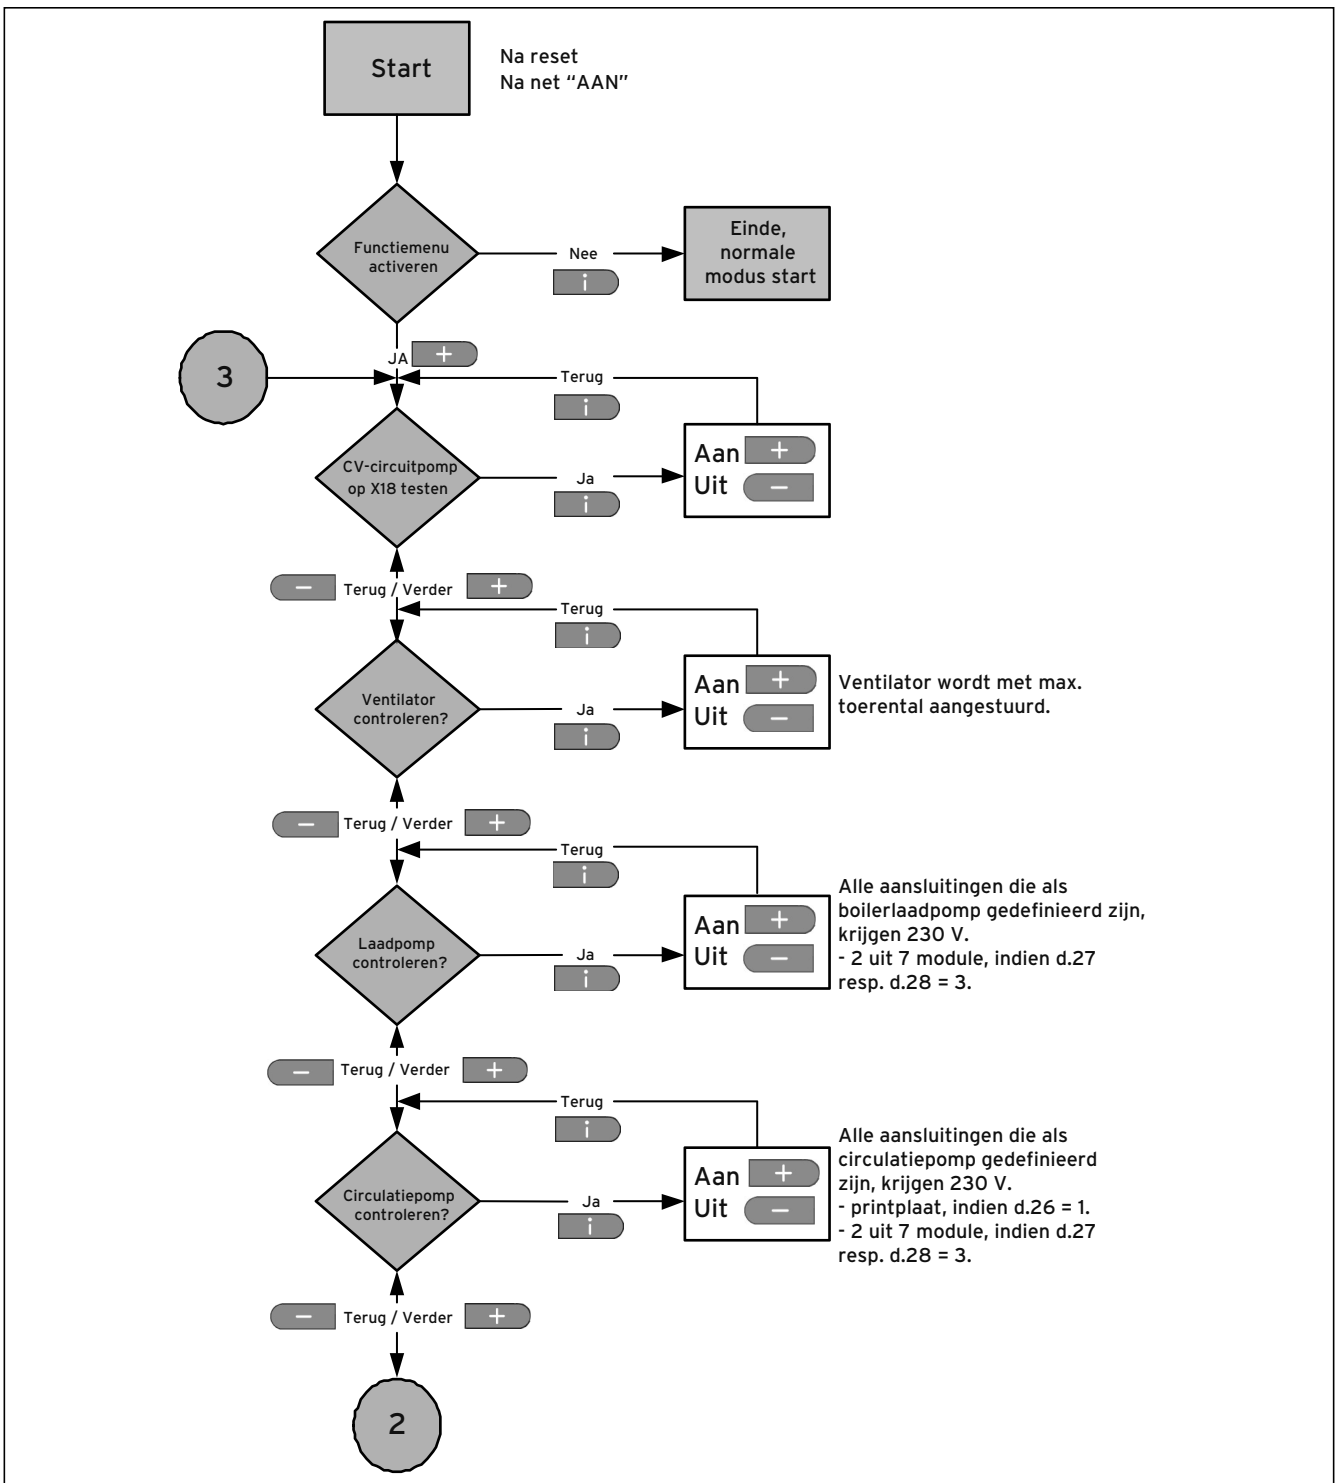 Start
Na reset
Na net “AAN”
Functiemenu
activeren
Nee
i
Einde,
normale
modus start
JA +
3
Terug
i
CV-circuitpomp
op X18 testen
Ja
i
Aan +
Uit −
− Terug / Verder +
Terug
i
Ventilator
controleren?
Ja
i
Aan +
Uit −
Ventilator wordt met max.
toerental aangestuurd.
− Terug / Verder +
Terug
i
Laadpomp
controleren?
Ja
i
Aan +
Uit −
Alle aansluitingen die als
boilerlaadpomp gedefinieerd zijn,
krijgen 230 V.
- 2 uit 7 module, indien d.27
resp. d.28 = 3.
− Terug / Verder +
Terug
i
Circulatiepomp
controleren?
Ja
i
Aan +
Uit −
Alle aansluitingen die als
circulatiepomp gedefinieerd
zijn, krijgen 230 V.
- printplaat, indien d.26 = 1.
- 2 uit 7 module, indien d.27
resp. d.28 = 3.
− Terug / Verder +
2